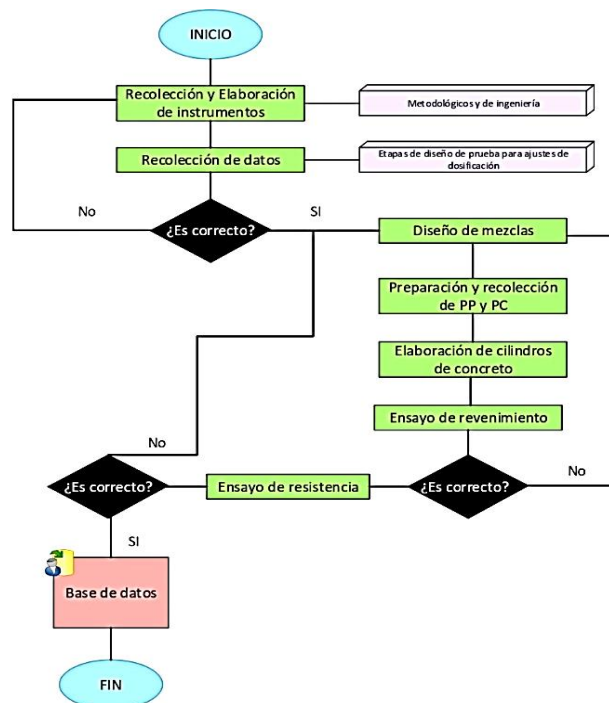 INICIO
Recolección y Elaboración
de instrumentos
Metodológicos y de ingeniería
Recolección de datos
Etapas de diseño de prueba para ajustes de
dosificación
No
¿Es correcto?
SI
Diseño de mezclas
Preparación y recolección
de PP y PC
Elaboración de cilindros
de concreto
Ensayo de revenimiento
No
¿Es correcto?
Ensayo de resistencia
¿Es correcto?
No
SI
Base de datos
FIN